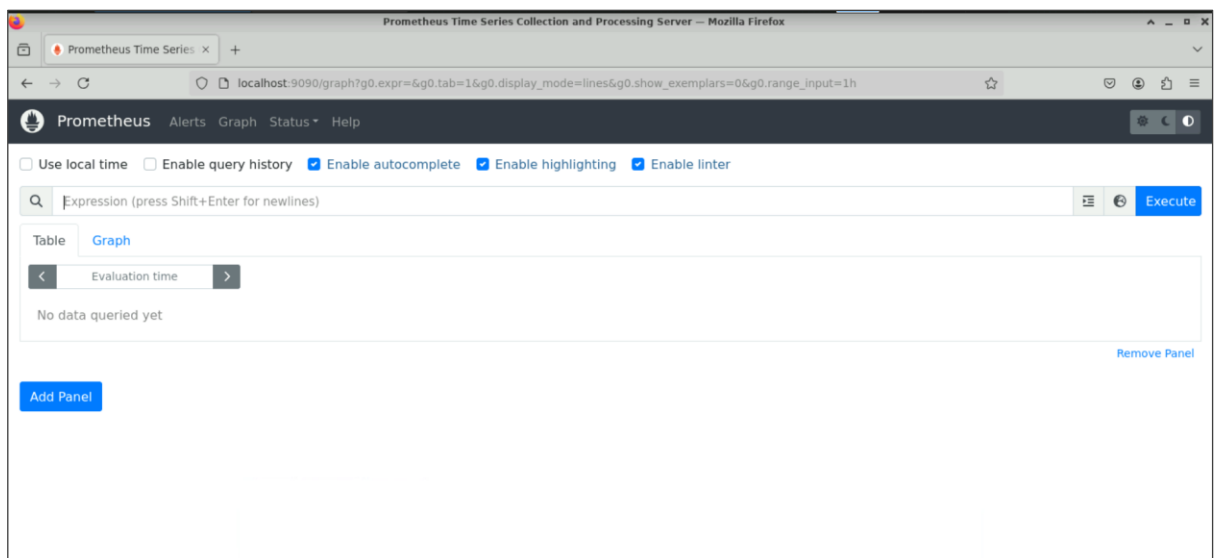 Prometheus Time Series Collection and Processing Server — Mozilla Firefox
Prometheus Time Series
localhost:9090/graph?g0.expr=&g0.tab=1&g0.display_mode=lines&g0.show_exemplars=0&g0.range_input=1h
Prometheus Alerts Graph Status Help
Use local time Enable query history Enable autocomplete Enable highlighting Enable linter
Expression (press Shift+Enter for newlines) Execute
Table Graph
Evaluation time
No data queried yet
Remove Panel
Add Panel